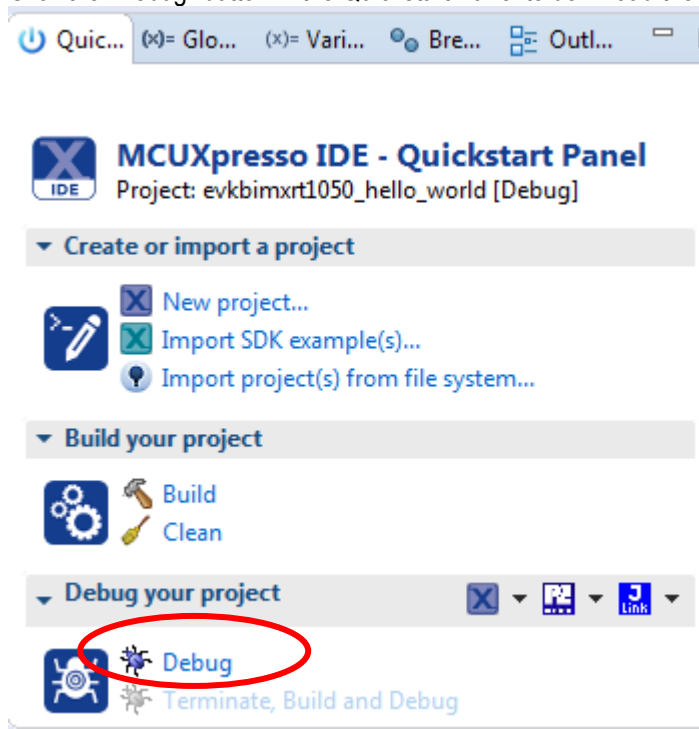 Quic... (x)= Glo... (x)= Vari... Bre... Outl...
MCUXpresso IDE - Quickstart Panel
IDE
Project: evkbimxrt1050_hello_world [Debug]
Create or import a project
New project...
Import SDK example(s)...
Import project(s) from file system...
Build your project
Build
Clean
Debug your project
J Link
Debug
Terminate, Build and Debug